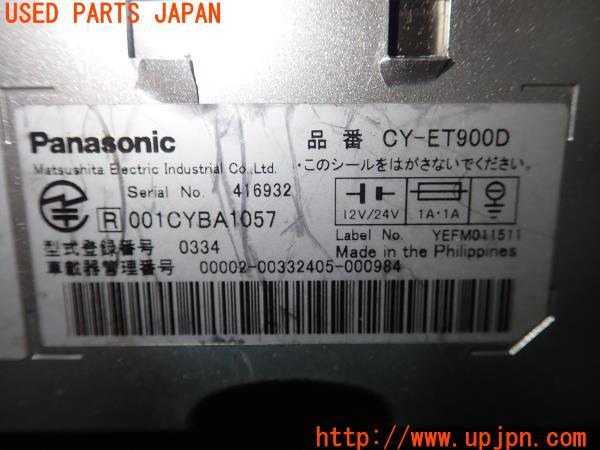 USED PARTS JAPAN
Panasonic
品番 CY-ET900D
Matsushita Electric Industrial Co.,Ltd.
・このシールをはがさないでください。
Serial No. 416932
R 001CYBA1057
12V/24V
1A・1A
型式登録番号 0334
Label No. YEFM011511
Made in the Philippines
車載器管理番号 00002-00332405-000984
http://www.upjpn.com/